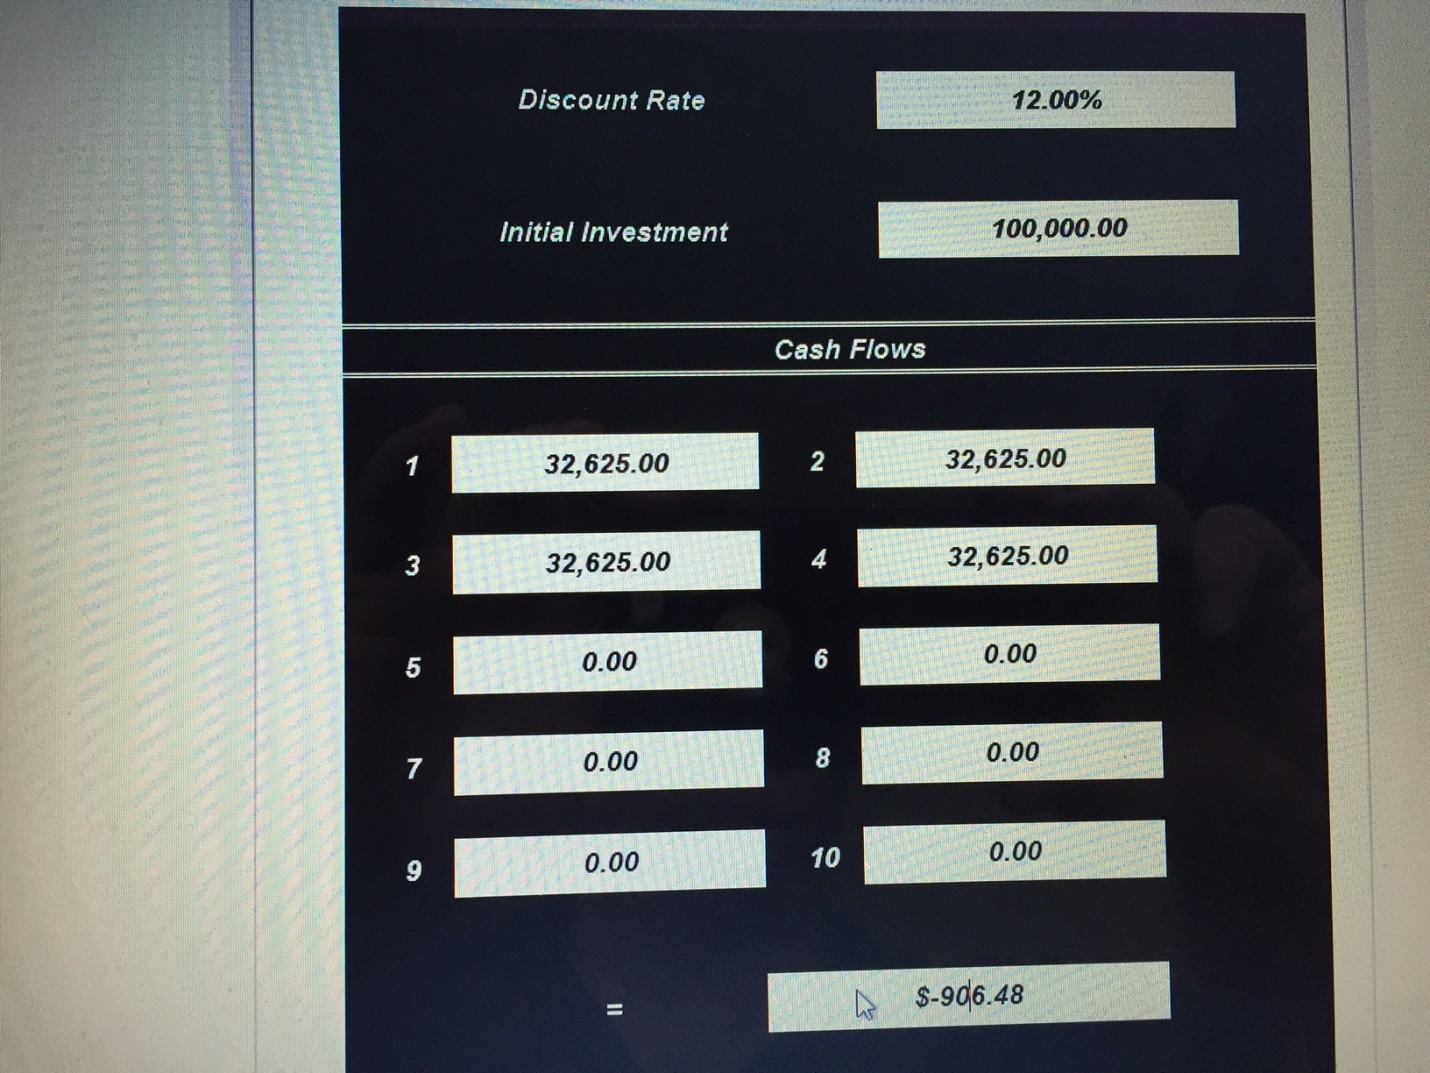 Discount Rate 12.00%
Initial Investment 100,000.00
Cash Flows
1 32,625.00 2 32,625.00
3 32,625.00 4 32,625.00
5 0.00 6 0.00
7 0.00 8 0.00
9 0.00 10 0.00
= $-906.48